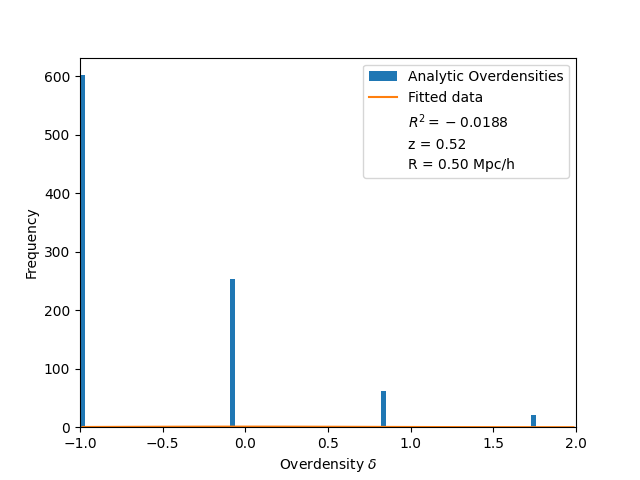 600
500
400
300
200
100
0
Frequency
Analytic Overdensities
Fitted data
$R^2 = -0.0188$
z = 0.52
R = 0.50 Mpc/h
−1.0 −0.5 0.0 0.5 1.0 1.5 2.0
Overdensity δ